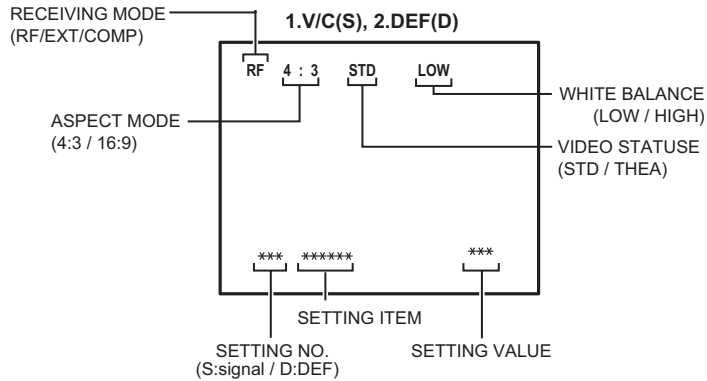 RECEIVING MODE
(RF/EXT/COMP)
1.V/C(S), 2.DEF(D)
RF 4 : 3 STD LOW
ASPECT MODE
(4:3 / 16:9)
WHITE BALANCE
(LOW / HIGH)
VIDEO STATUSE
(STD / THEA)
*** ****** ***
SETTING ITEM
SETTING NO.
(S:signal / D:DEF)
SETTING VALUE